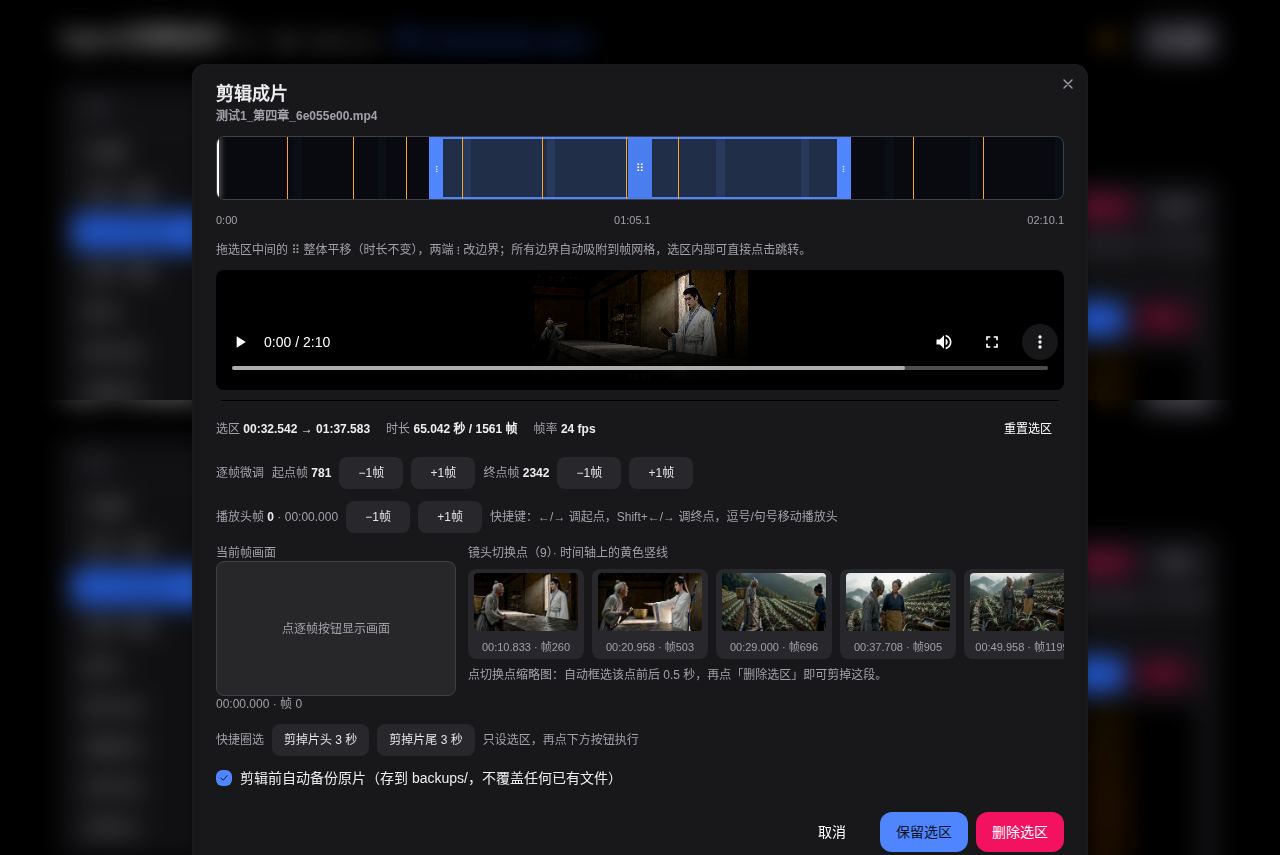 剪辑成片
测试1_第四章_6e055e00.mp4
0:00 01:05.1 02:10.1
拖选区中间的 ⠿ 整体平移（时长不变），两端 ⁝ 改边界；所有边界自动吸附到帧网格，选区内部可直接点击跳转。
0:00 / 2:10
选区 00:32.542 → 01:37.583 时长 65.042 秒 / 1561 帧 帧率 24 fps 重置选区
逐帧微调 起点帧 781 −1帧 +1帧 终点帧 2342 −1帧 +1帧
播放头帧 0 · 00:00.000 −1帧 +1帧 快捷键：←/→ 调起点，Shift+←/→ 调终点，逗号/句号移动播放头
当前帧画面
点逐帧按钮显示画面
00:00.000 · 帧 0
镜头切换点（9）· 时间轴上的黄色竖线
00:10.833 · 帧260 00:20.958 · 帧503 00:29.000 · 帧696 00:37.708 · 帧905 00:49.958 · 帧1199
点切换点缩略图：自动框选该点前后 0.5 秒，再点「删除选区」即可剪掉这段。
快捷圈选 剪掉片头 3 秒 剪掉片尾 3 秒 只设选区，再点下方按钮执行
剪辑前自动备份原片（存到 backups/，不覆盖任何已有文件）
取消 保留选区 删除选区